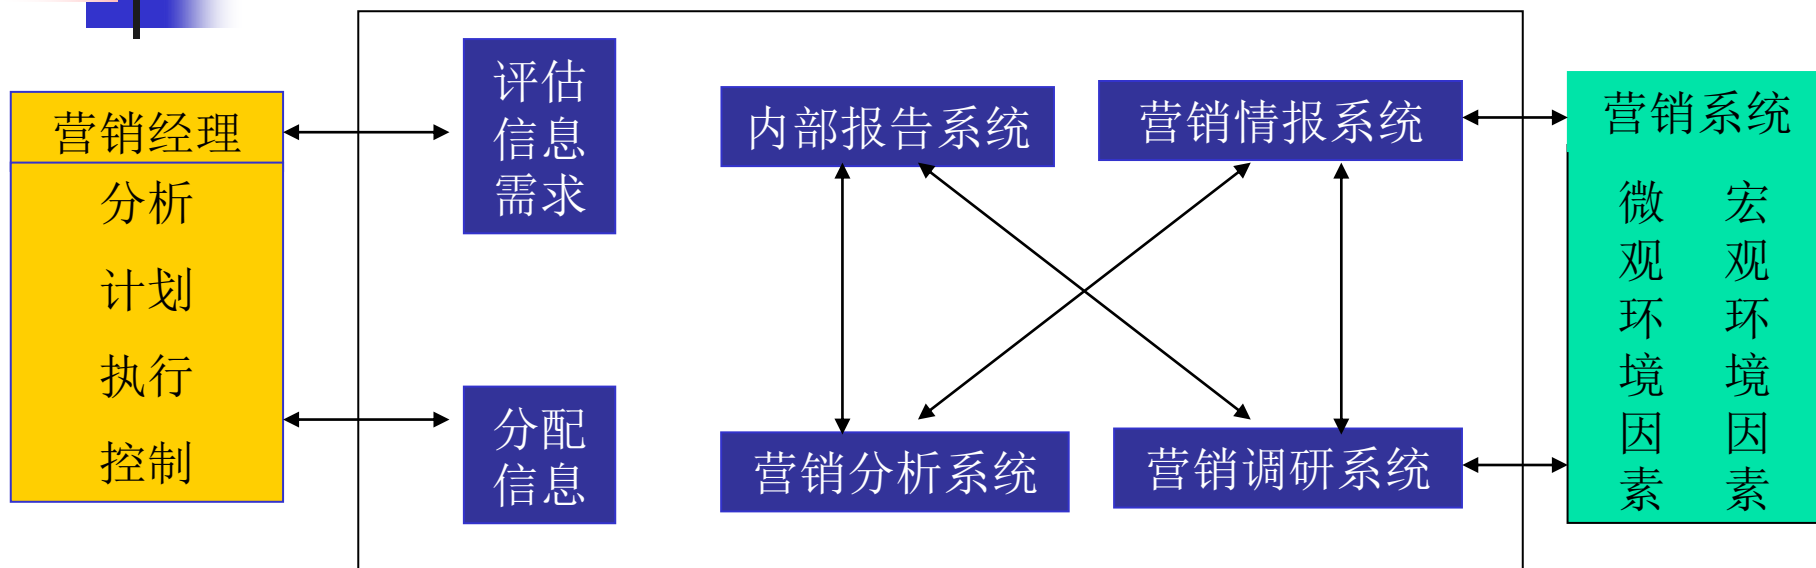 营销经理
分析
计划
执行
控制
评估
信息
需求
分配
信息
内部报告系统
营销情报系统
营销分析系统
营销调研系统
营销系统
微观环境因素
宏观环境因素